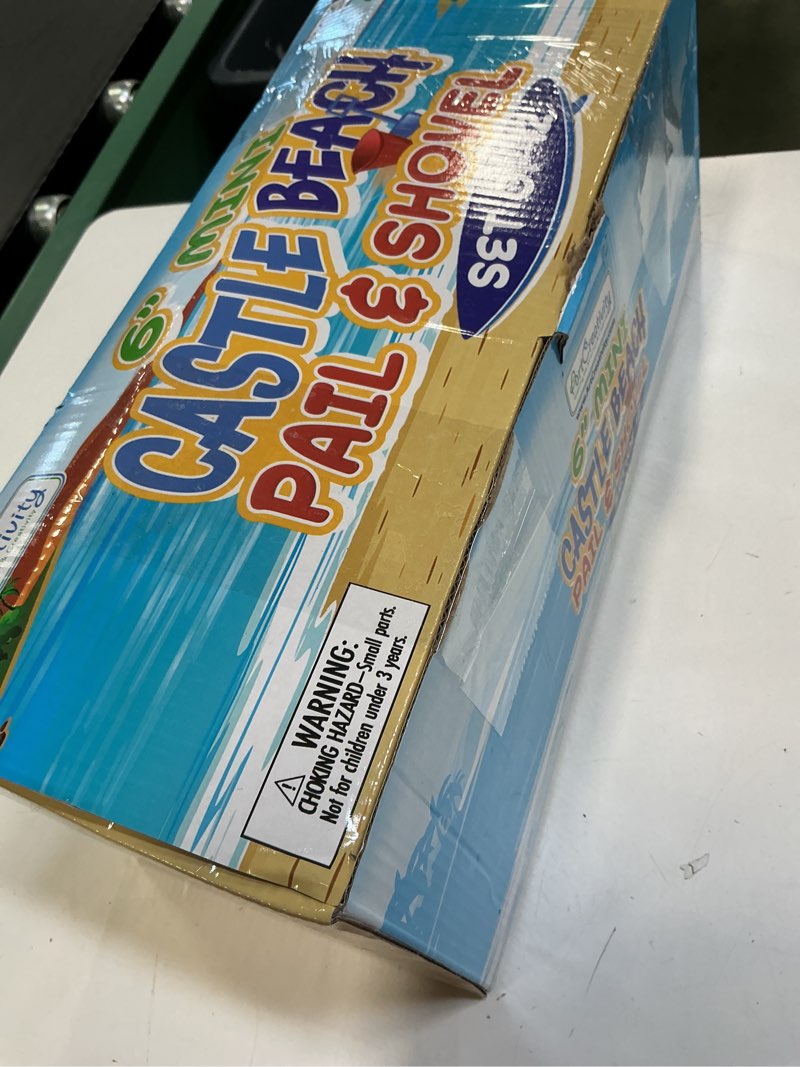 6" MINI
CASTLE BEACH
PAIL & SHOVEL
SET
WARNING:
CHOKING HAZARD—Small parts.
Not for children under 3 years.
6" MINI
CASTLE BEACH
PAIL &